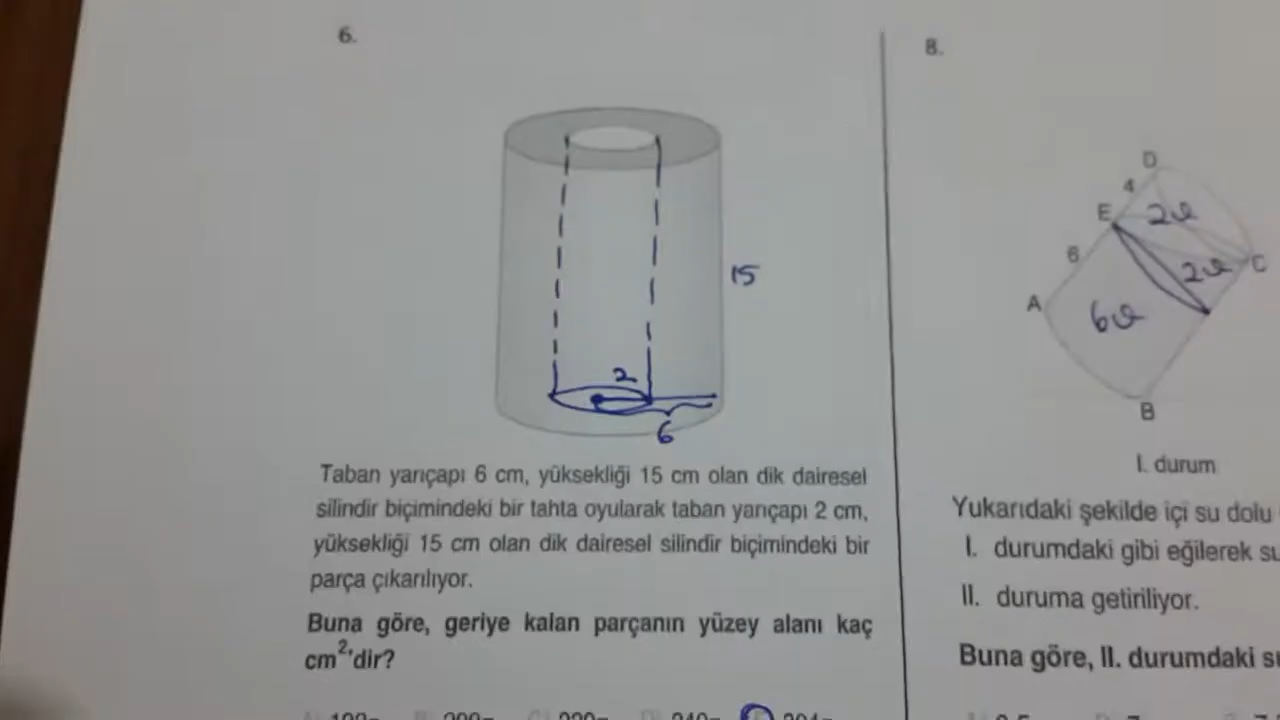 6.
15
2
6
Taban yarıçapı 6 cm, yüksekliği 15 cm olan dik dairesel
silindir biçimindeki bir tahta oyularak taban yarıçapı 2 cm,
yüksekliği 15 cm olan dik dairesel silindir biçimindeki bir
parça çıkarılıyor.
Buna göre, geriye kalan parçanın yüzey alanı kaç
cm²'dir?
8.
D
4
E
6
C
A
B
I. durum
Yukarıdaki şekilde içi su dolu
I. durumdaki gibi eğilerek
II. duruma getiriliyor.
Buna göre, II. durumdaki